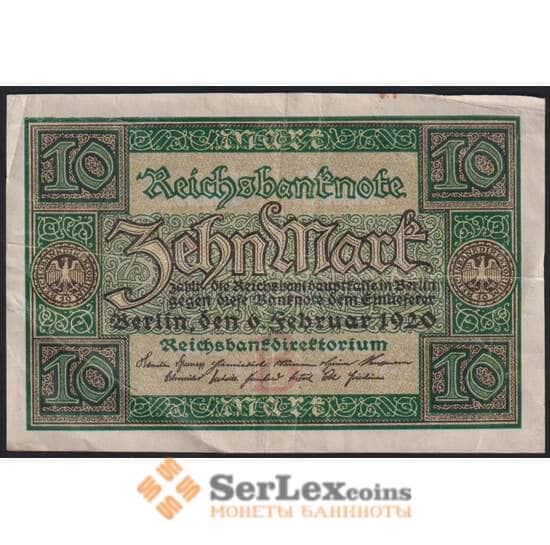 Mark
10 10
Reichsbanknote
Zehn Mark
zahlt die Reichsbankhauptkasse in Berlin
gegen diese Banknote dem Einlieferer
Berlin, den 6. Februar 1920
Reichsbankdirektorium
10 10
Mark
SerLexcoins
МОНЕТЫ БАНКНОТЫ